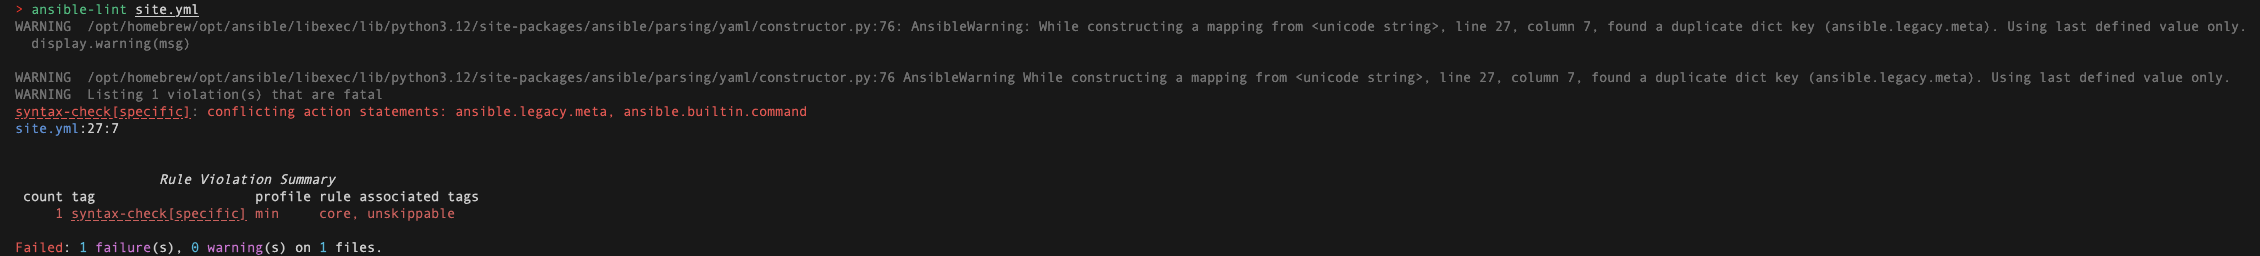 > ansible-lint site.yml
WARNING  /opt/homebrew/opt/ansible/libexec/lib/python3.12/site-packages/ansible/parsing/yaml/constructor.py:76: AnsibleWarning: While constructing a mapping from <unicode string>, line 27, column 7, found a duplicate dict key (ansible.legacy.meta). Using last defined value only.
  display.warning(msg)
WARNING  /opt/homebrew/opt/ansible/libexec/lib/python3.12/site-packages/ansible/parsing/yaml/constructor.py:76 AnsibleWarning While constructing a mapping from <unicode string>, line 27, column 7, found a duplicate dict key (ansible.legacy.meta). Using last defined value only.
WARNING  Listing 1 violation(s) that are fatal
syntax-check[specific]: conflicting action statements: ansible.legacy.meta, ansible.builtin.command
site.yml:27:7
Rule Violation Summary
count tag                    profile rule associated tags
    1 syntax-check[specific] min     core, unskippable
Failed: 1 failure(s), 0 warning(s) on 1 files.